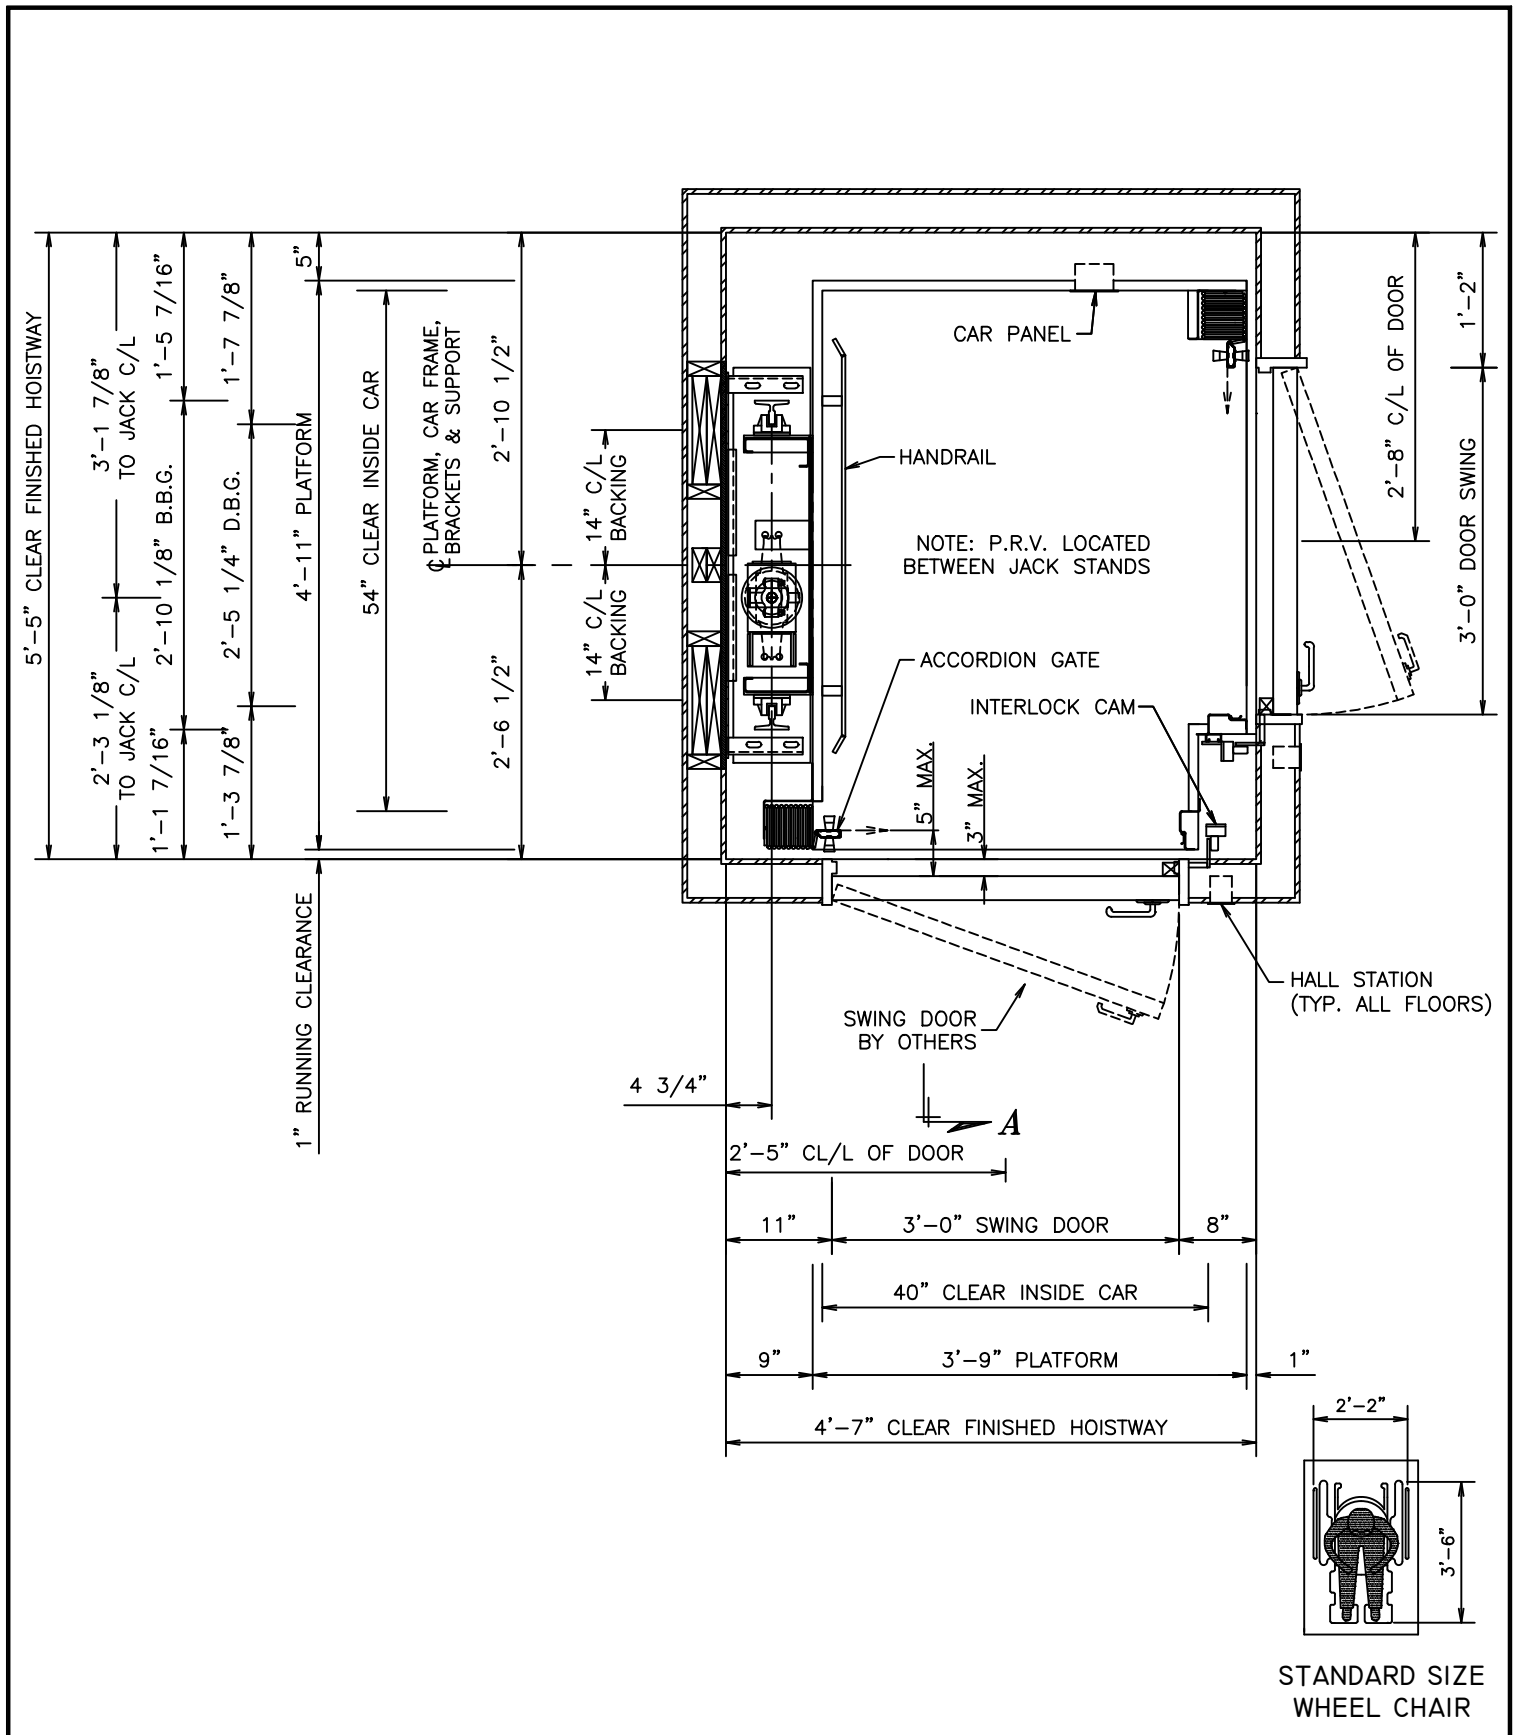 5'-5" CLEAR FINISHED HOISTWAY
3'-1 7/8"
TO JACK C/L
2'-3 1/8"
TO JACK C/L
1'-5 7/16"
2'-10 1/8" B.B.G.
1'-1 7/16"
1'-7 7/8"
2'-5 1/4" D.B.G.
1'-3 7/8"
5"
4'-11" PLATFORM
1" RUNNING CLEARANCE
54" CLEAR INSIDE CAR
℄ PLATFORM, CAR FRAME,
BRACKETS & SUPPORT
2'-10 1/2"
2'-6 1/2"
14" C/L
BACKING
14" C/L
BACKING
CAR PANEL
HANDRAIL
NOTE: P.R.V. LOCATED
BETWEEN JACK STANDS
ACCORDION GATE
INTERLOCK CAM
5" MAX.
3" MAX.
2'-8" C/L OF DOOR
1'-2"
3'-0" DOOR SWING
HALL STATION
(TYP. ALL FLOORS)
SWING DOOR
BY OTHERS
4 3/4"
A
2'-5" CL/L OF DOOR
11"
3'-0" SWING DOOR
8"
40" CLEAR INSIDE CAR
9"
3'-9" PLATFORM
1"
4'-7" CLEAR FINISHED HOISTWAY
2'-2"
3'-6"
STANDARD SIZE
WHEEL CHAIR